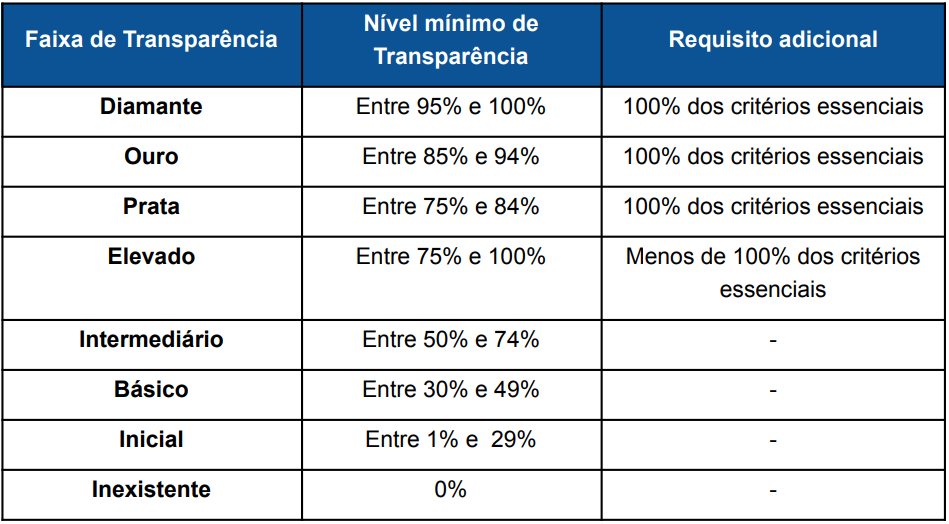 Faixa de Transparência
Nível mínimo de
Transparência
Requisito adicional
Diamante
Entre 95% e 100%
100% dos critérios essenciais
Ouro
Entre 85% e 94%
100% dos critérios essenciais
Prata
Entre 75% e 84%
100% dos critérios essenciais
Elevado
Entre 75% e 100%
Menos de 100% dos critérios
essenciais
Intermediário
Entre 50% e 74%
-
Básico
Entre 30% e 49%
-
Inicial
Entre 1% e 29%
-
Inexistente
0%
-